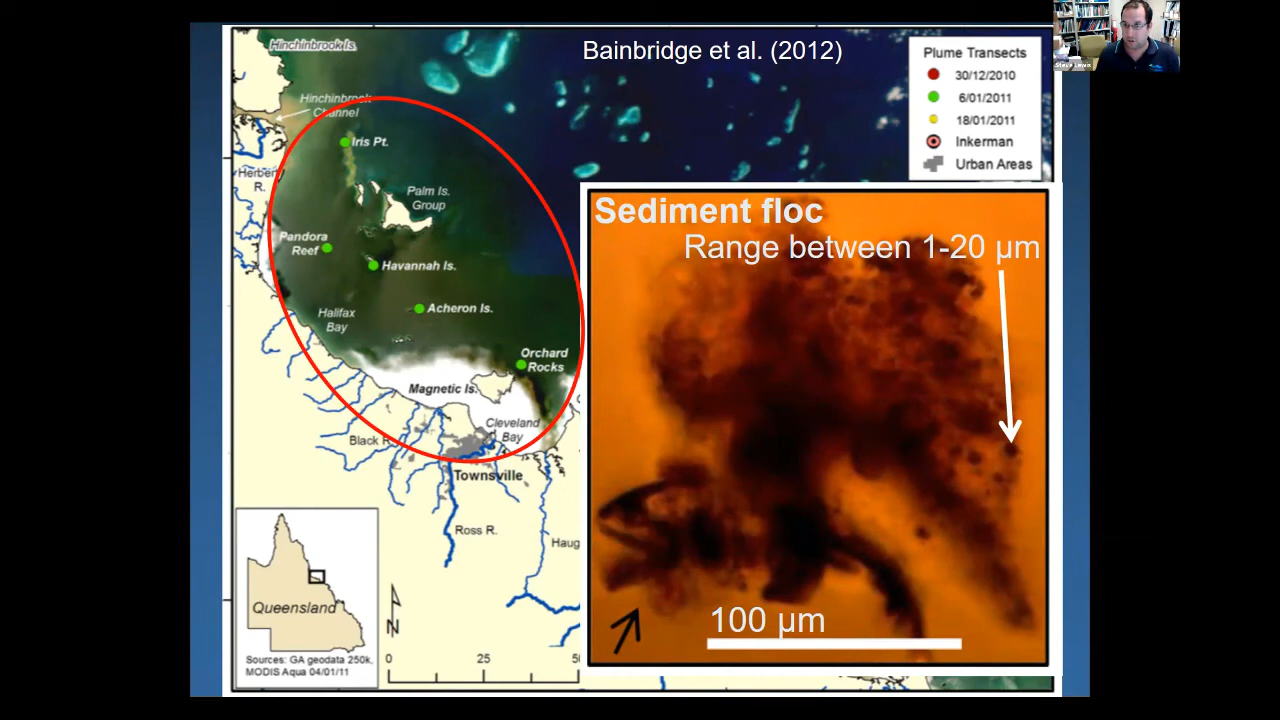 Hinchinbrook Is.
Bainbridge et al. (2012)
Plume Transects
30/12/2010
6/01/2011
18/01/2011
Inkerman
Urban Areas
Hinchinbrook
Channel
Iris Pt.
Herbert
R.
Palm Is.
Group
Pandora
Reef
Havannah Is.
Acheron Is.
Halifax
Bay
Orchard
Rocks
Magnetic Is.
Cleveland
Bay
Black R.
Townsville
Ross R.
Haug
Queensland
Sources: GA geodata 250k,
MODIS Aqua 04/01/11
N
0 25 50
Sediment floc
Range between 1-20 µm
100 µm
Steve Lewis